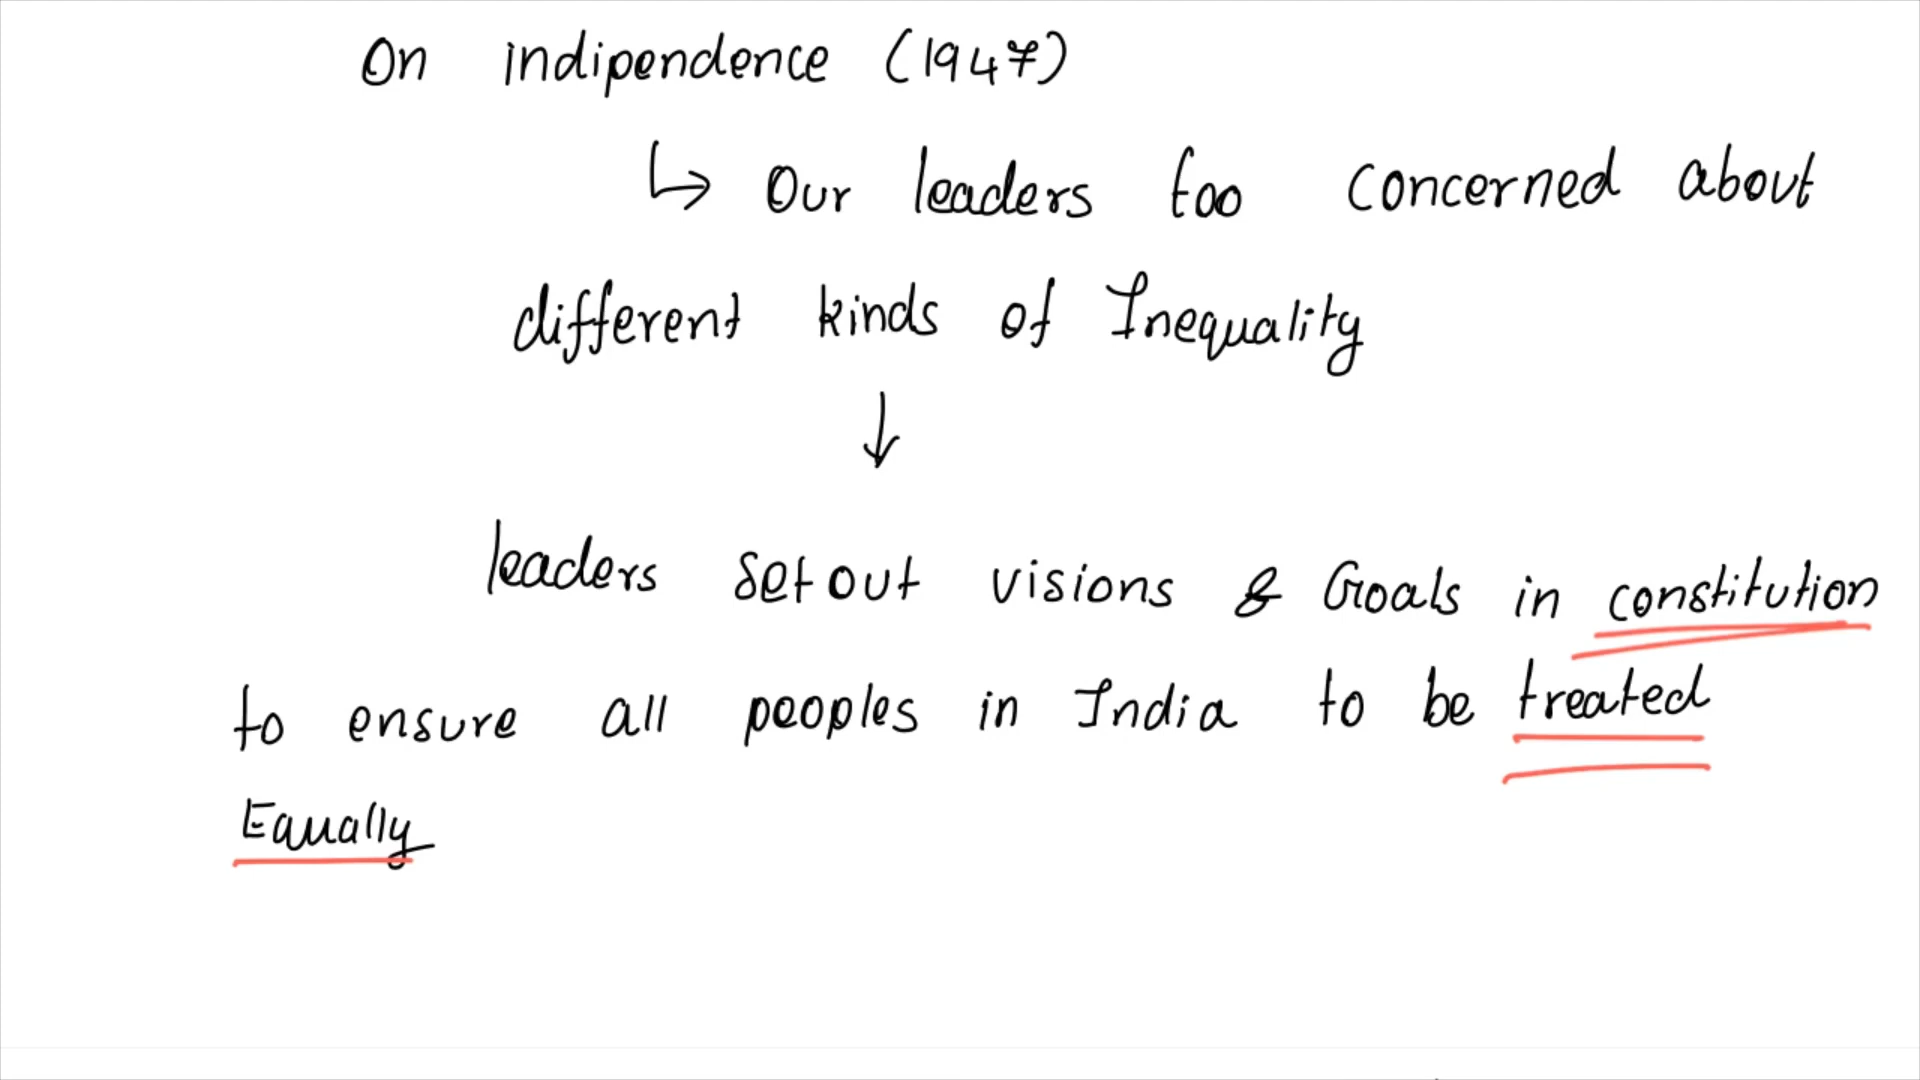 On indipendence (1947)
↳ Our leaders too concerned about
different kinds of Inequality
↓
leaders set out visions & Goals in constitution
to ensure all peoples in India to be treated
Equally